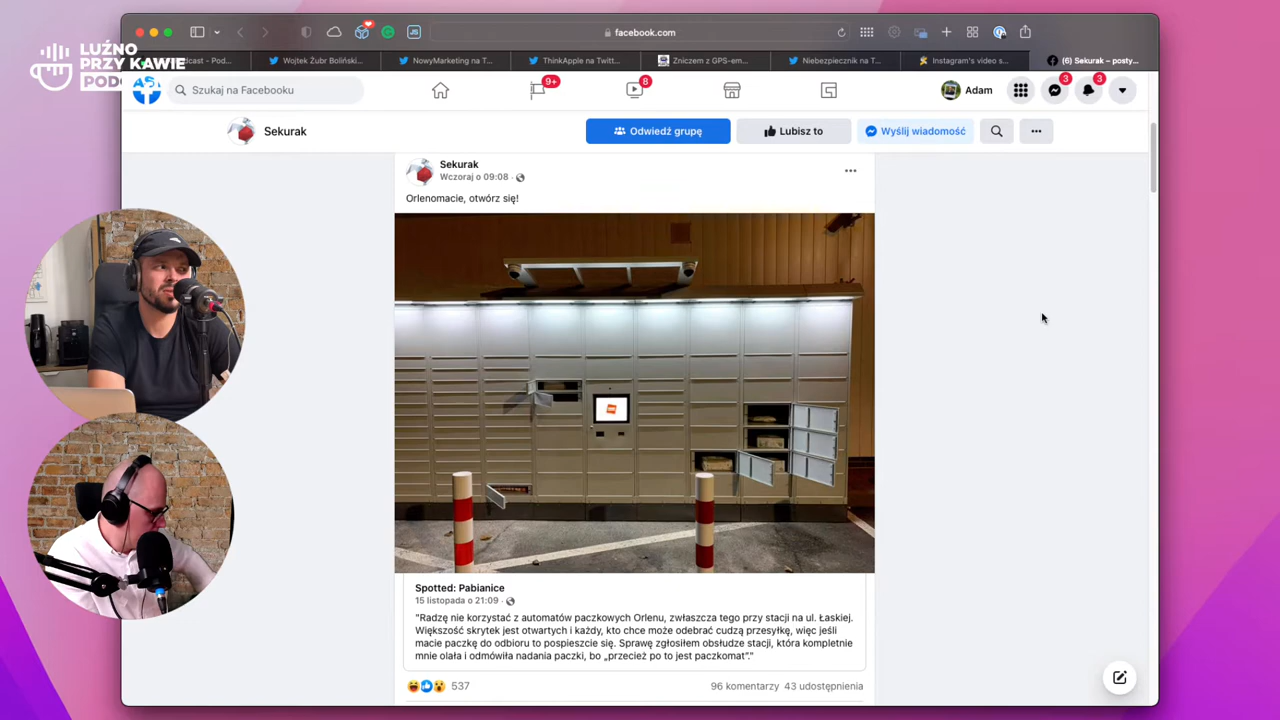 LUŹNO
PRZY KAWIE
facebook.com
dcast - Pod...
Wojtek Żubr Boliński...
NowyMarketing na T...
ThinkApple na Twitt...
Zniczem z GPS-em...
Niebezpiecznik na T...
Instagram's video s...
(6) Sekurak – posty...
Szukaj na Facebooku
9+
8
Adam
3
3
Sekurak
Odwiedź grupę
Lubisz to
Wyślij wiadomość
Sekurak
Wczoraj o 09:08 ·
Orlenomacie, otwórz się!
Spotted: Pabianice
15 listopada o 21:09 ·
"Radzę nie korzystać z automatów paczkowych Orlenu, zwłaszcza tego przy stacji na ul. Łaskiej.
Większość skrytek jest otwartych i każdy, kto chce może odebrać cudzą przesyłkę, więc jeśli
macie paczkę do odbioru to pospieszcie się. Sprawę zgłosiłem obsłudze stacji, która kompletnie
mnie olała i odmówiła nadania paczki, bo „przecież po to jest paczkomat”."
537
96 komentarzy 43 udostępnienia